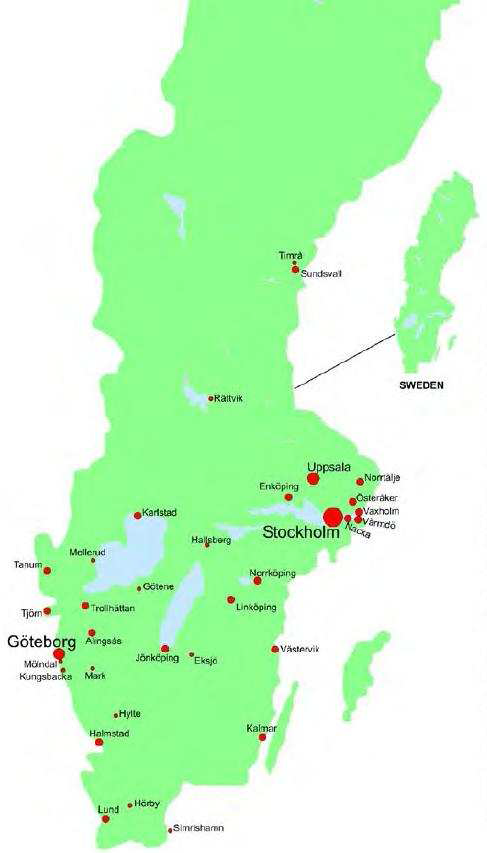 Timrå
Sundsvall
SWEDEN
Rättvik
Uppsala
Norrtälje
Enköping
Österåker
Karlstad
Vaxholm
Värmdö
Nacka
Stockholm
Hallsberg
Mellerud
Tanum
Norrköping
Götene
Linköping
Trollhättan
Tjörn
Alingsås
Göteborg
Västervik
Jönköping
Eksjö
Mölndal
Kungsbacka
Mark
Hylte
Kalmar
Halmstad
Hörby
Lund
Simrishamn